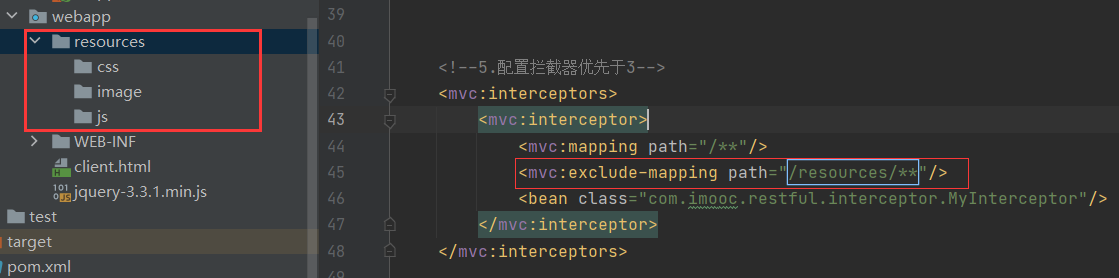 webapp
resources
css
image
js
WEB-INF
client.html
jquery-3.3.1.min.js
test
target
pom.xml
39
40
41 <!--5.配置拦截器优先于3-->
42 <mvc:interceptors>
43 <mvc:interceptor>
44 <mvc:mapping path="/**"/>
45 <mvc:exclude-mapping path="/resources/**"/>
46 <bean class="com.imooc.restful.interceptor.MyInterceptor"/>
47 </mvc:interceptor>
48 </mvc:interceptors>